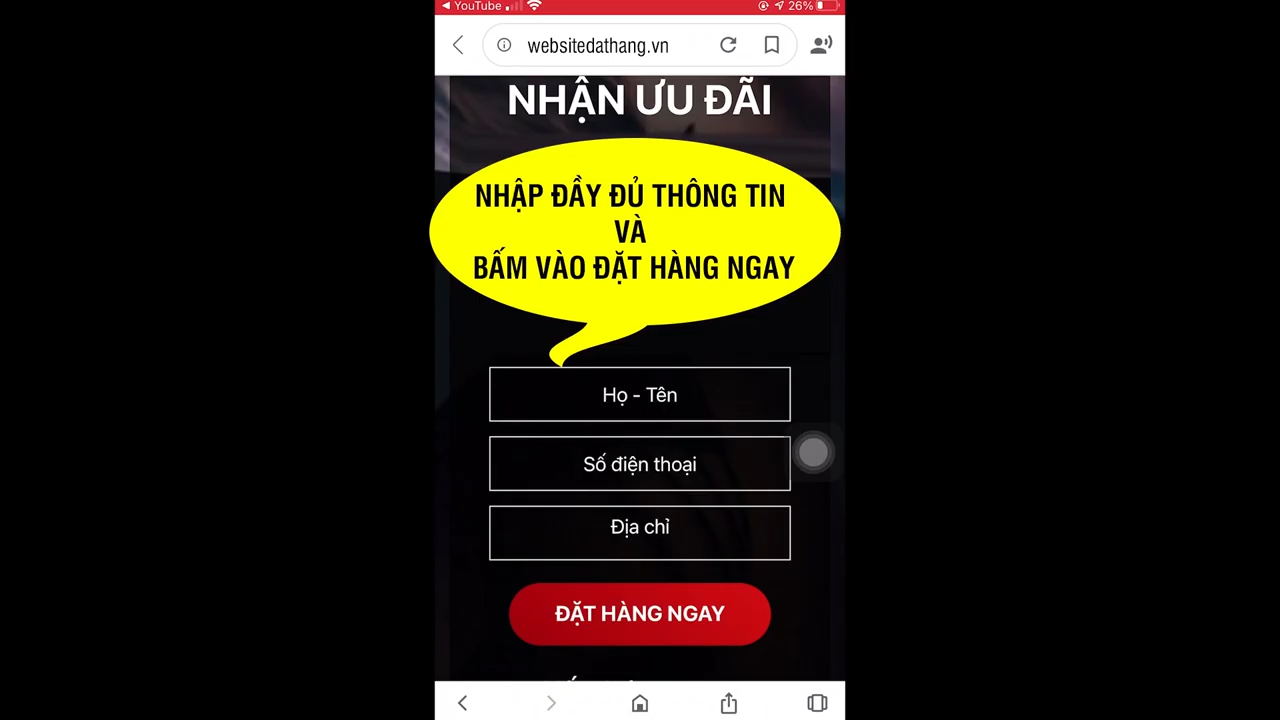 YouTube
26%
websitedathang.vn
NHẬN ƯU ĐÃI
NHẬP ĐẦY ĐỦ THÔNG TIN
VÀ
BẤM VÀO ĐẶT HÀNG NGAY
Họ - Tên
Số điện thoại
Địa chỉ
ĐẶT HÀNG NGAY